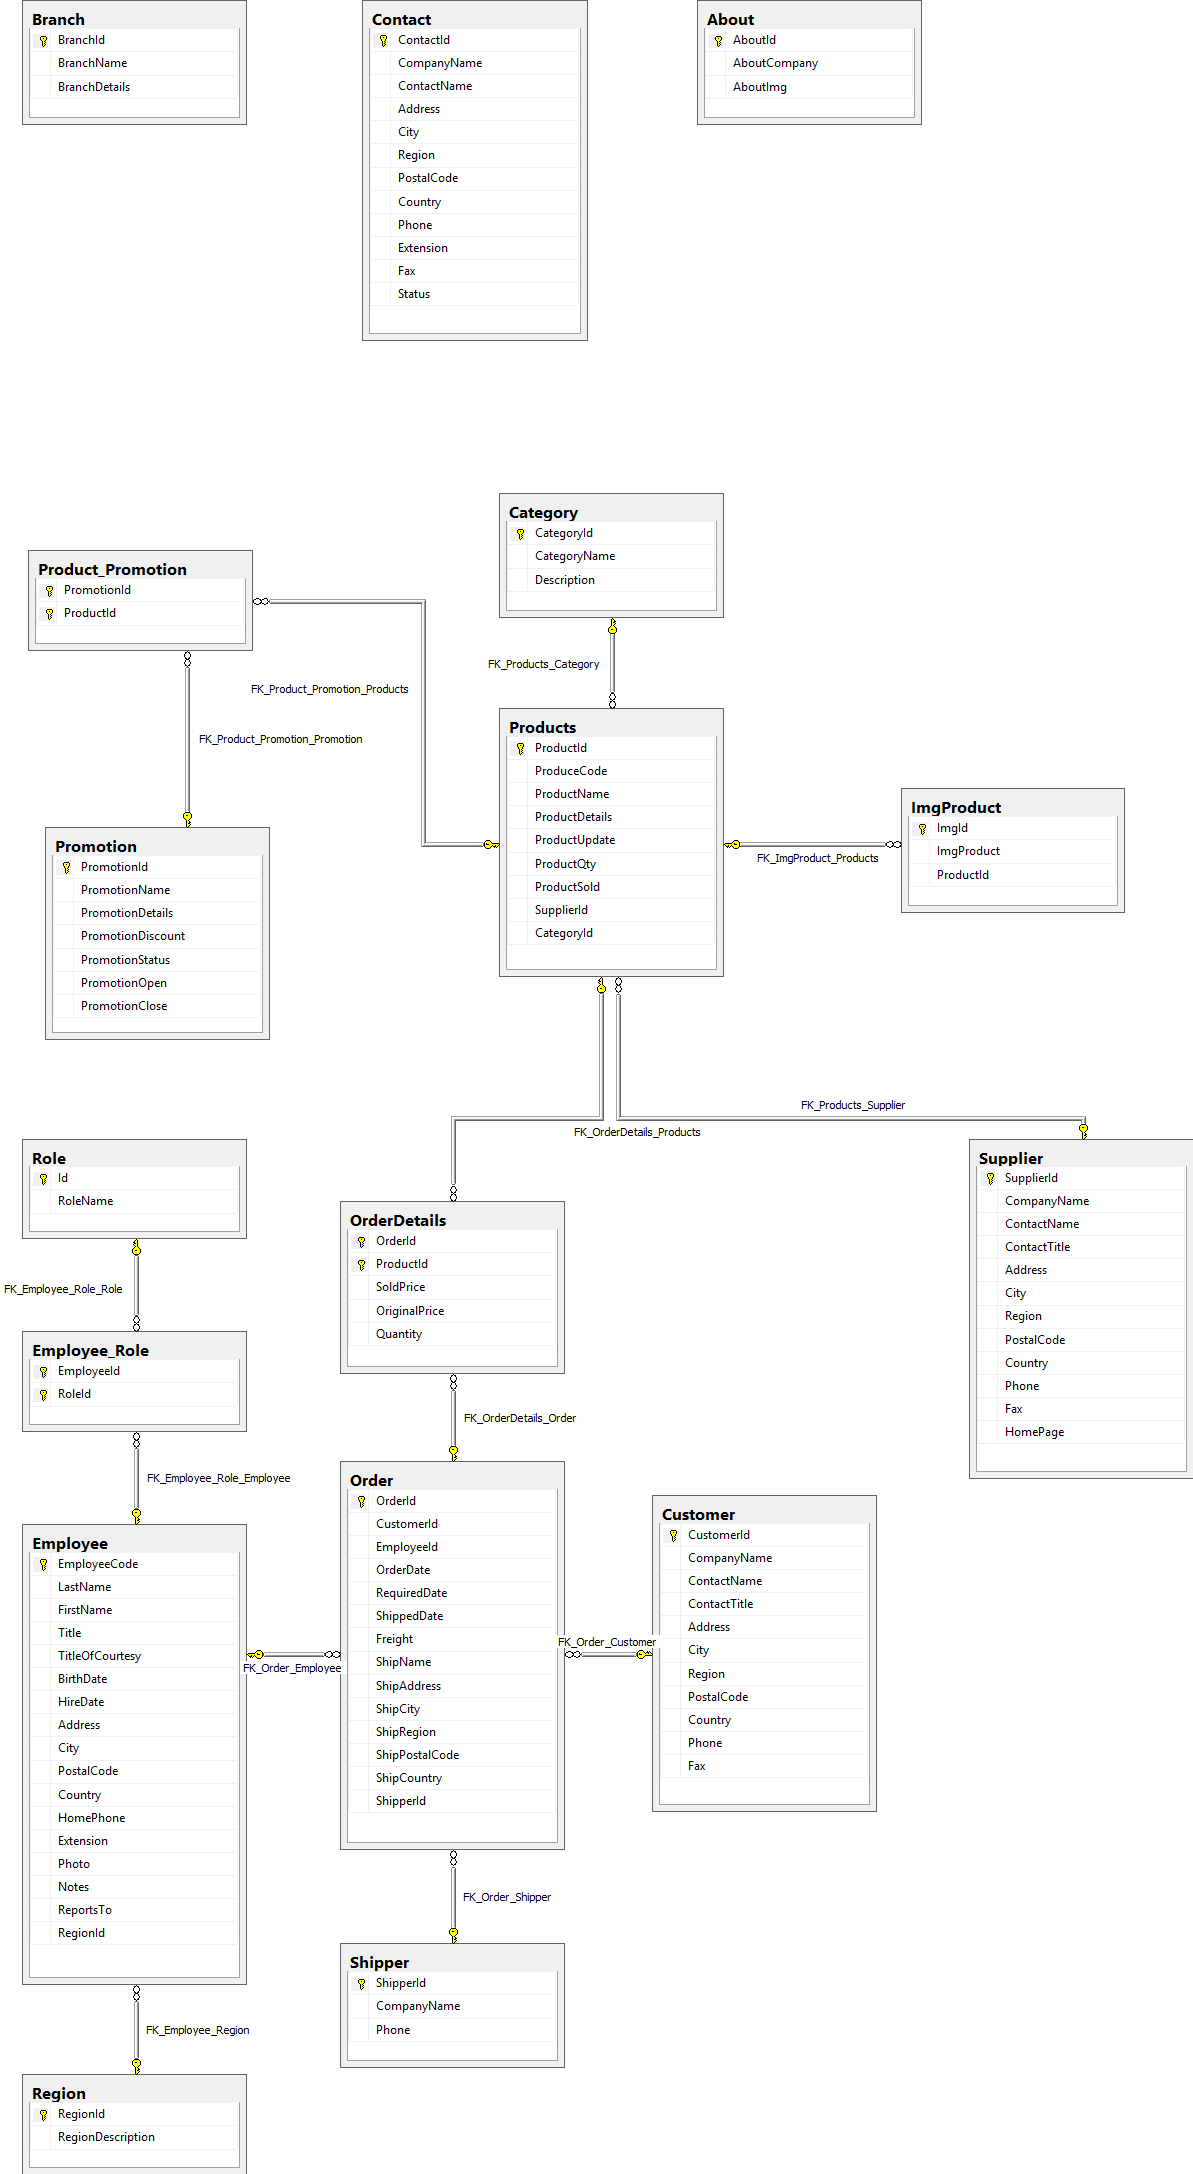 Branch
BranchId
BranchName
BranchDetails
Contact
ContactId
CompanyName
ContactName
Address
City
Region
PostalCode
Country
Phone
Extension
Fax
Status
About
AboutId
AboutCompany
AboutImg
Category
CategoryId
CategoryName
Description
Product_Promotion
PromotionId
ProductId
FK_Products_Category
FK_Product_Promotion_Products
FK_Product_Promotion_Promotion
Products
ProductId
ProduceCode
ProductName
ProductDetails
ProductUpdate
ProductQty
ProductSold
SupplierId
CategoryId
ImgProduct
ImgId
ImgProduct
ProductId
FK_ImgProduct_Products
Promotion
PromotionId
PromotionName
PromotionDetails
PromotionDiscount
PromotionStatus
PromotionOpen
PromotionClose
FK_Products_Supplier
FK_OrderDetails_Products
Role
Id
RoleName
FK_Employee_Role_Role
Employee_Role
EmployeeId
RoleId
FK_Employee_Role_Employee
OrderDetails
OrderId
ProductId
SoldPrice
OriginalPrice
Quantity
FK_OrderDetails_Order
Supplier
SupplierId
CompanyName
ContactName
ContactTitle
Address
City
Region
PostalCode
Country
Phone
Fax
HomePage
Employee
EmployeeCode
LastName
FirstName
Title
TitleOfCourtesy
BirthDate
HireDate
Address
City
PostalCode
Country
HomePhone
Extension
Photo
Notes
ReportsTo
RegionId
FK_Order_Employee
Order
OrderId
CustomerId
EmployeeId
OrderDate
RequiredDate
ShippedDate
Freight
ShipName
ShipAddress
ShipCity
ShipRegion
ShipPostalCode
ShipCountry
ShipperId
FK_Order_Customer
Customer
CustomerId
CompanyName
ContactName
ContactTitle
Address
City
Region
PostalCode
Country
Phone
Fax
FK_Order_Shipper
Shipper
ShipperId
CompanyName
Phone
FK_Employee_Region
Region
RegionId
RegionDescription